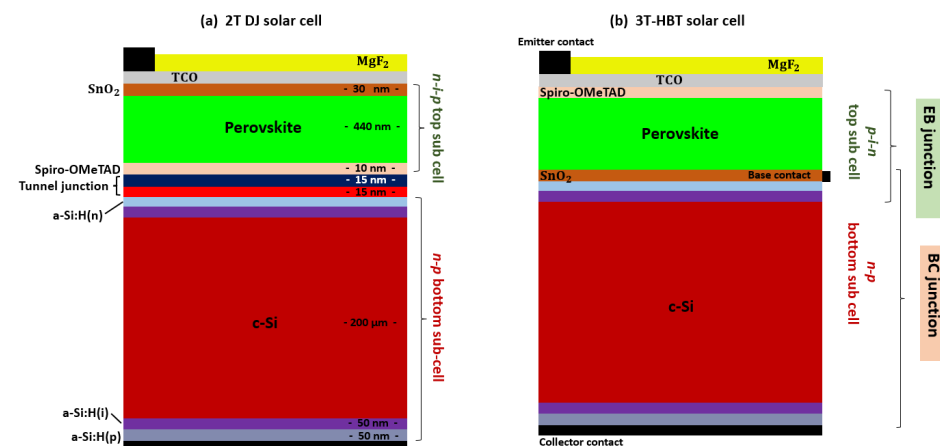 (a) 2T DJ solar cell
MgF₂
TCO
SnO₂
- 30 nm -
Perovskite
- 440 nm -
Spiro-OMeTAD
- 10 nm -
Tunnel junction
- 15 nm -
- 15 nm -
a-Si:H(n)
c-Si
- 200 µm -
a-Si:H(i)
- 50 nm -
a-Si:H(p)
- 50 nm -
n-i-p top sub cell
n-p bottom sub-cell
(b) 3T-HBT solar cell
Emitter contact
MgF₂
TCO
Spiro-OMeTAD
Perovskite
SnO₂
Base contact
c-Si
Collector contact
p-i-n
top sub cell
n-p
bottom sub cell
EB junction
BC junction